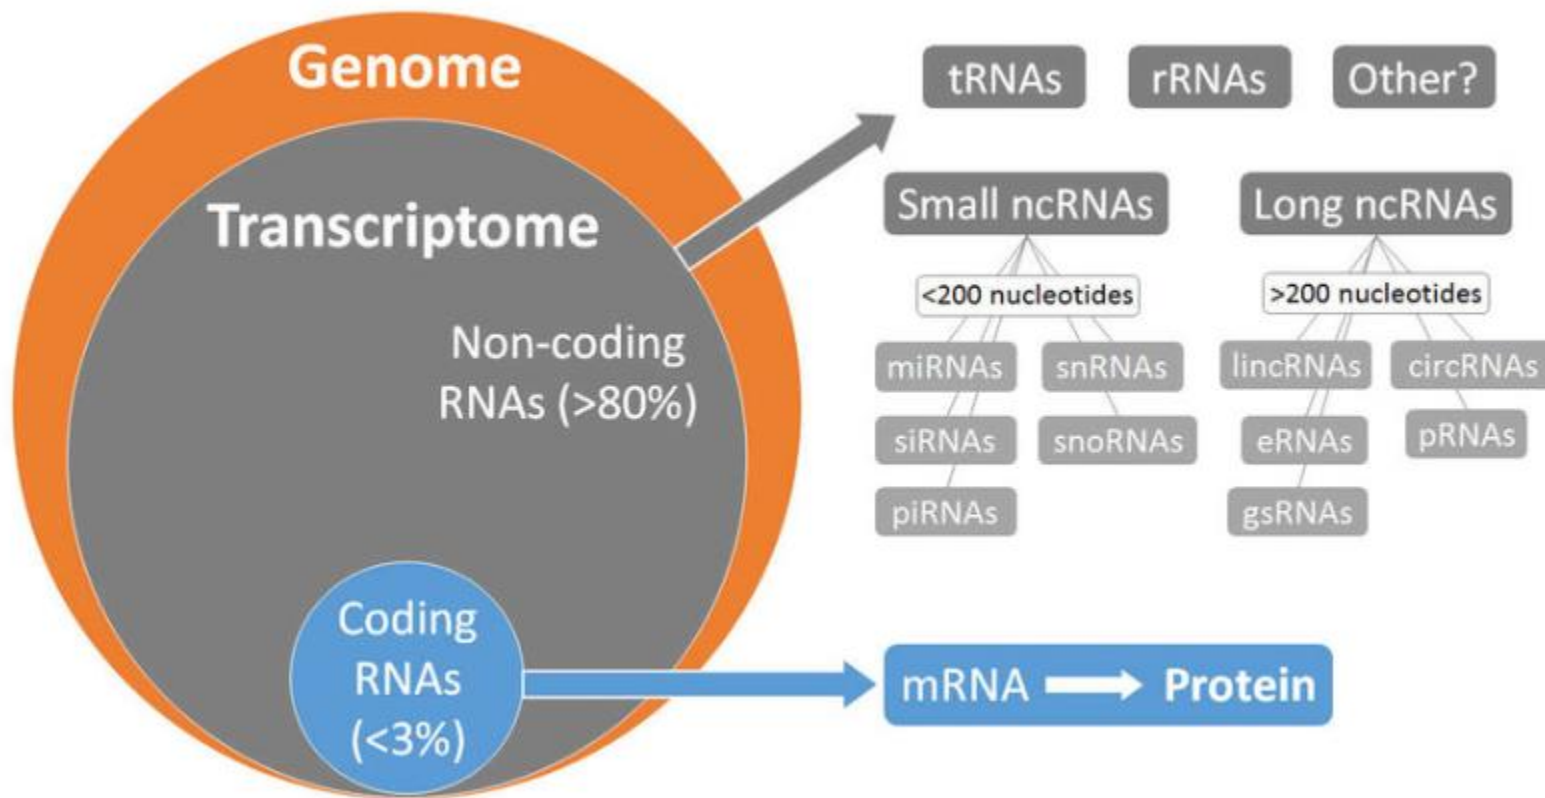 Genome
Transcriptome
Non-coding
RNAs (>80%)
Coding
RNAs
(<3%)
tRNAs
rRNAs
Other?
Small ncRNAs
<200 nucleotides
miRNAs
snRNAs
siRNAs
snoRNAs
piRNAs
Long ncRNAs
>200 nucleotides
lincRNAs
circRNAs
eRNAs
pRNAs
gsRNAs
mRNA
Protein